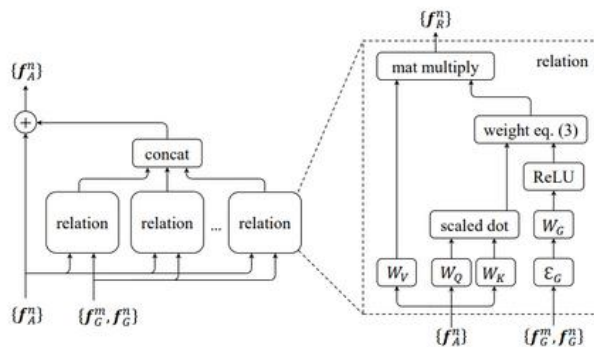 {f_A^n}
+
concat
relation
relation
...
relation
{f_A^n}
{f_G^m, f_G^n}
{f_R^n}
relation
mat multiply
weight eq. (3)
ReLU
scaled dot
W_G
W_V
W_Q
W_K
ℰ_G
{f_A^n}
{f_G^m, f_G^n}